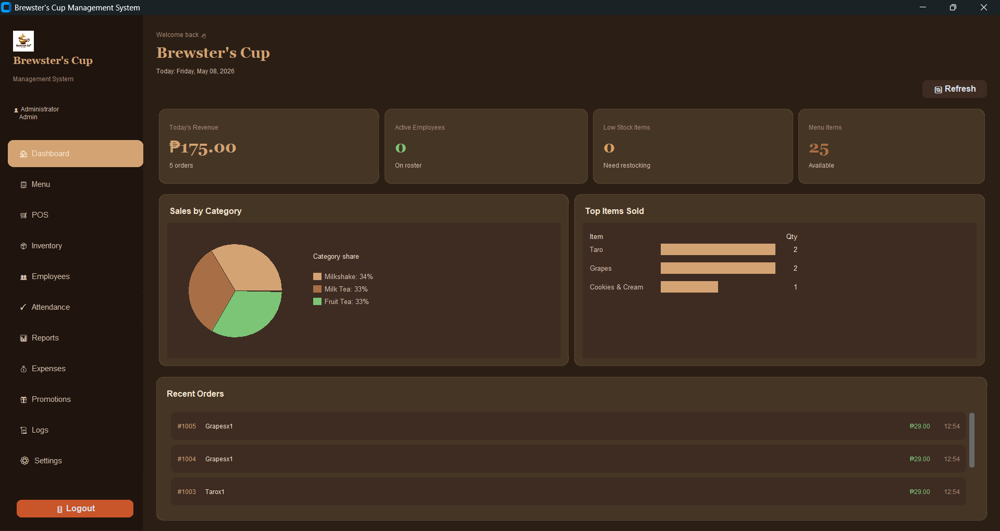 Brewster's Cup Management System
BREWSTERS CUP
Brewster's Cup
Management System
Administrator
Admin
Dashboard
Menu
POS
Inventory
Employees
Attendance
Reports
Expenses
Promotions
Logs
Settings
Logout
Welcome back
Brewster's Cup
Today: Friday, May 08, 2026
Refresh
Today's Revenue
₱175.00
5 orders
Active Employees
0
On roster
Low Stock Items
0
Need restocking
Menu Items
25
Available
Sales by Category
Category share
Milkshake: 34%
Milk Tea: 33%
Fruit Tea: 33%
Top Items Sold
Item Qty
Taro 2
Grapes 2
Cookies & Cream 1
Recent Orders
#1005 Grapesx1 ₱29.00 12:54
#1004 Grapesx1 ₱29.00 12:54
#1003 Tarox1 ₱29.00 12:54